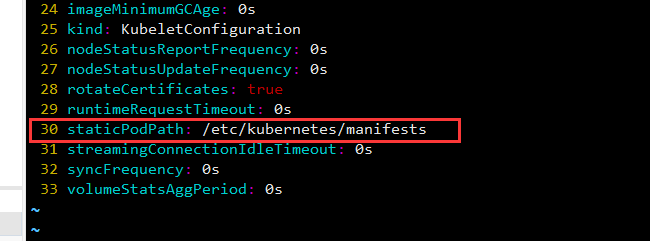 24 imageMinimumGCAge: 0s
25 kind: KubeletConfiguration
26 nodeStatusReportFrequency: 0s
27 nodeStatusUpdateFrequency: 0s
28 rotateCertificates: true
29 runtimeRequestTimeout: 0s
30 staticPodPath: /etc/kubernetes/manifests
31 streamingConnectionIdleTimeout: 0s
32 syncFrequency: 0s
33 volumeStatsAggPeriod: 0s
~
~